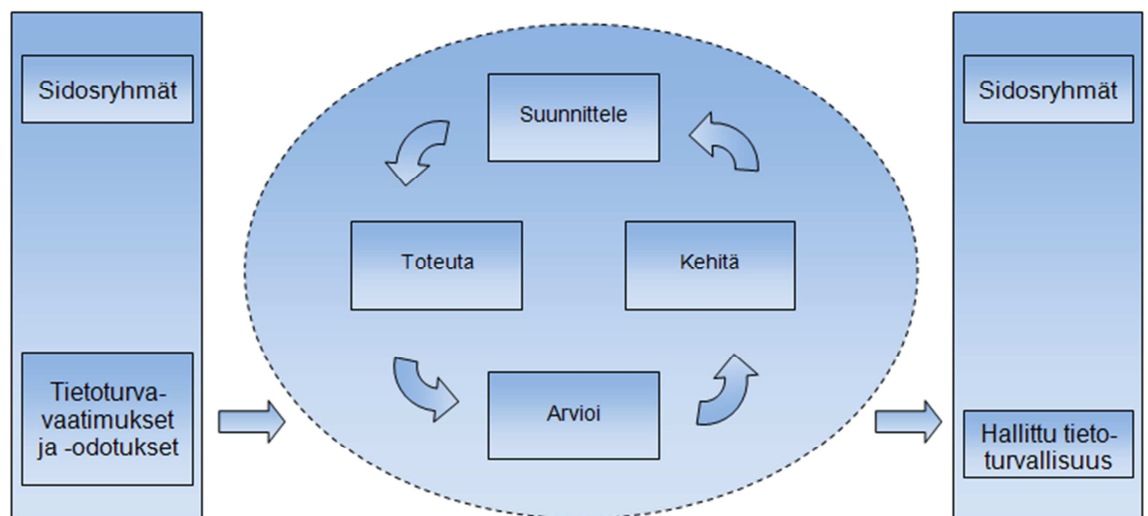 Sidosryhmät
Tietoturva-
vaatimukset
ja -odotukset
Suunnittele
Toteuta
Kehitä
Arvioi
Sidosryhmät
Hallittu tieto-
turvallisuus